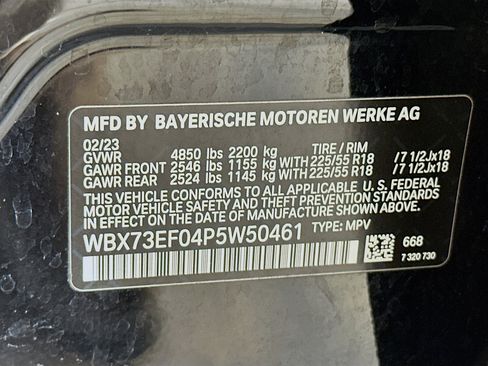 MFD BY BAYERISCHE MOTOREN WERKE AG
02/23
GVWR 4850 lbs 2200 kg TIRE / RIM
GAWR FRONT 2546 lbs 1155 kg WITH 225/55 R18 /7 1/2Jx18
GAWR REAR 2524 lbs 1145 kg WITH 225/55 R18 /7 1/2Jx18
THIS VEHICLE CONFORMS TO ALL APPLICABLE U. S. FEDERAL
MOTOR VEHICLE SAFETY AND THEFT PREVENTION
STANDARDS IN EFFECT ON THE DATE OF MANUFACTURE
SHOWN ABOVE.
WBX73EF04P5W50461 TYPE: MPV
668
7 320 730